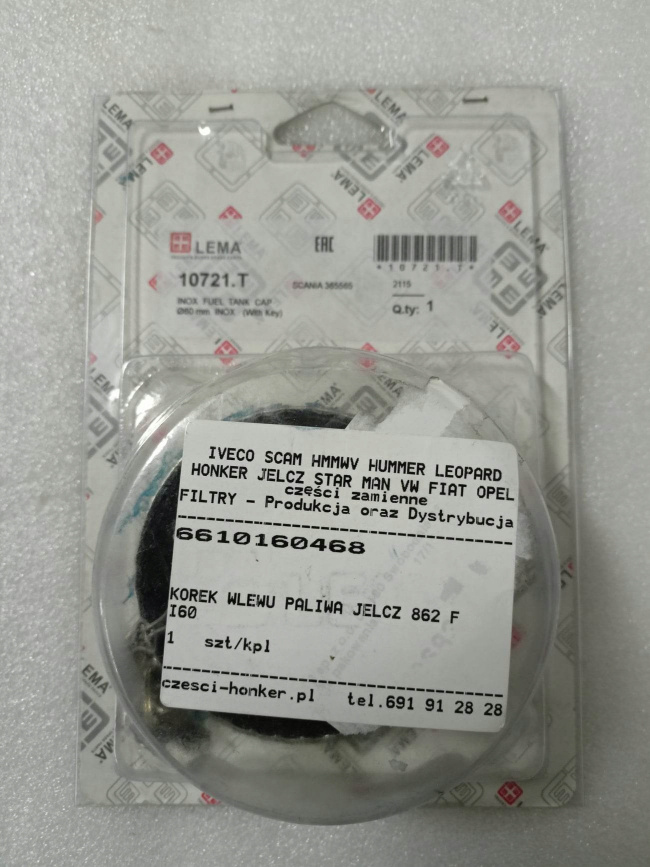 LEMA
EAC
*10721.T*
10721.T
SCANIA 365565
2115
INOX FUEL TANK CAP
Ø60 mm INOX (With Key)
Q.ty: 1
IVECO SCAM HMMWV HUMMER LEOPARD
HONKER JELCZ STAR MAN VW FIAT OPEL
części zamienne
FILTRY - Produkcja oraz Dystrybucja
6610160468
KOREK WLEWU PALIWA JELCZ 862 F
I60
1 szt/kpl
czesci-honker.pl tel.691 91 28 28